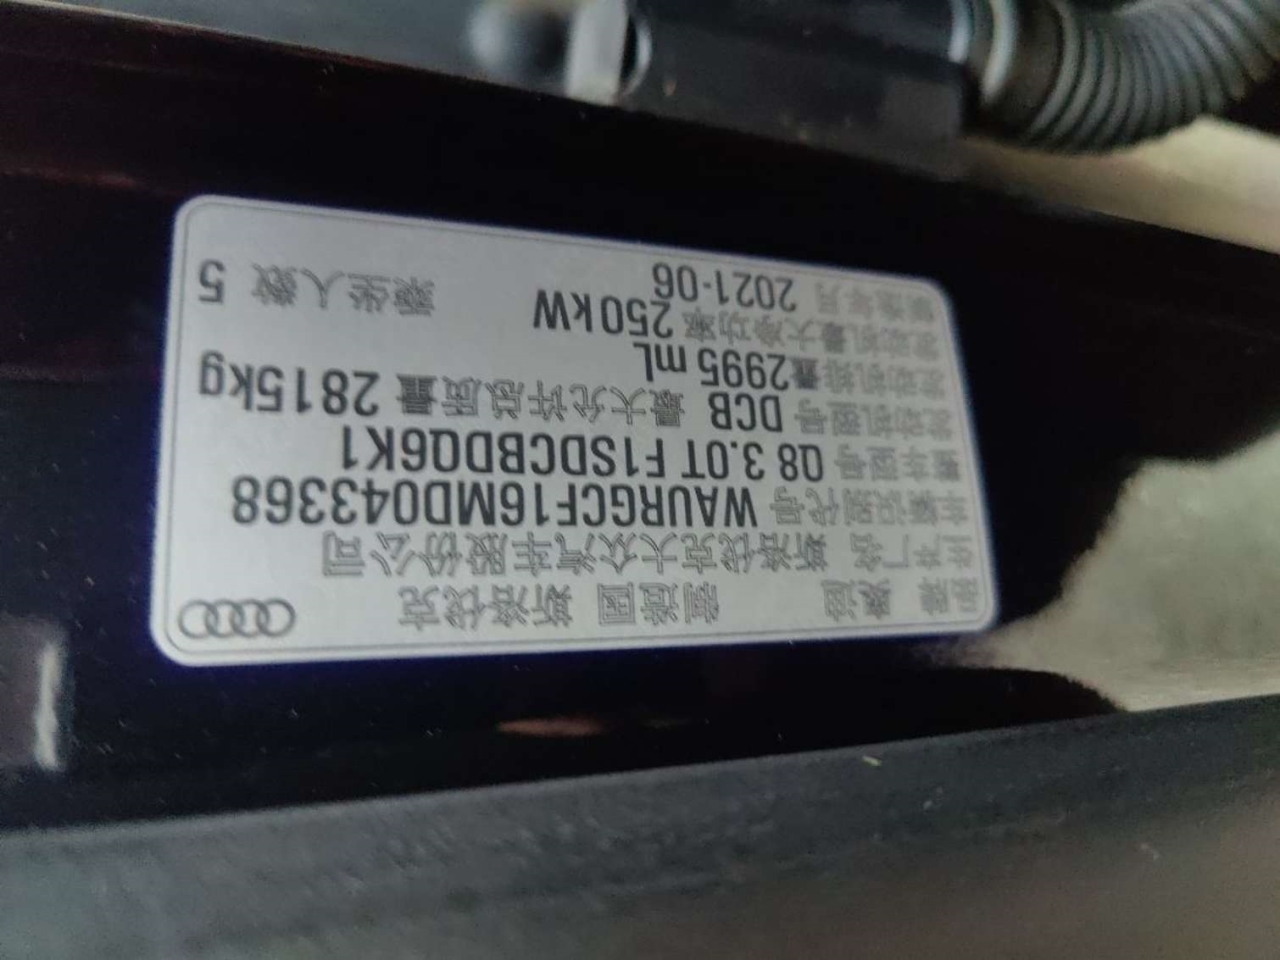 品牌 奥迪 制造国 斯洛伐克
生产厂名 斯洛伐克大众汽车股份公司
车辆识别代号 WAURGCF16MD043368
整车型号 Q8 3.0T F1SDCBDQ6K1
发动机型号 DCB 最大允许总质量 2815kg
发动机排量 2995 mL
发动机最大净功率 250kW 乘坐人数 5
制造年月 2021-06